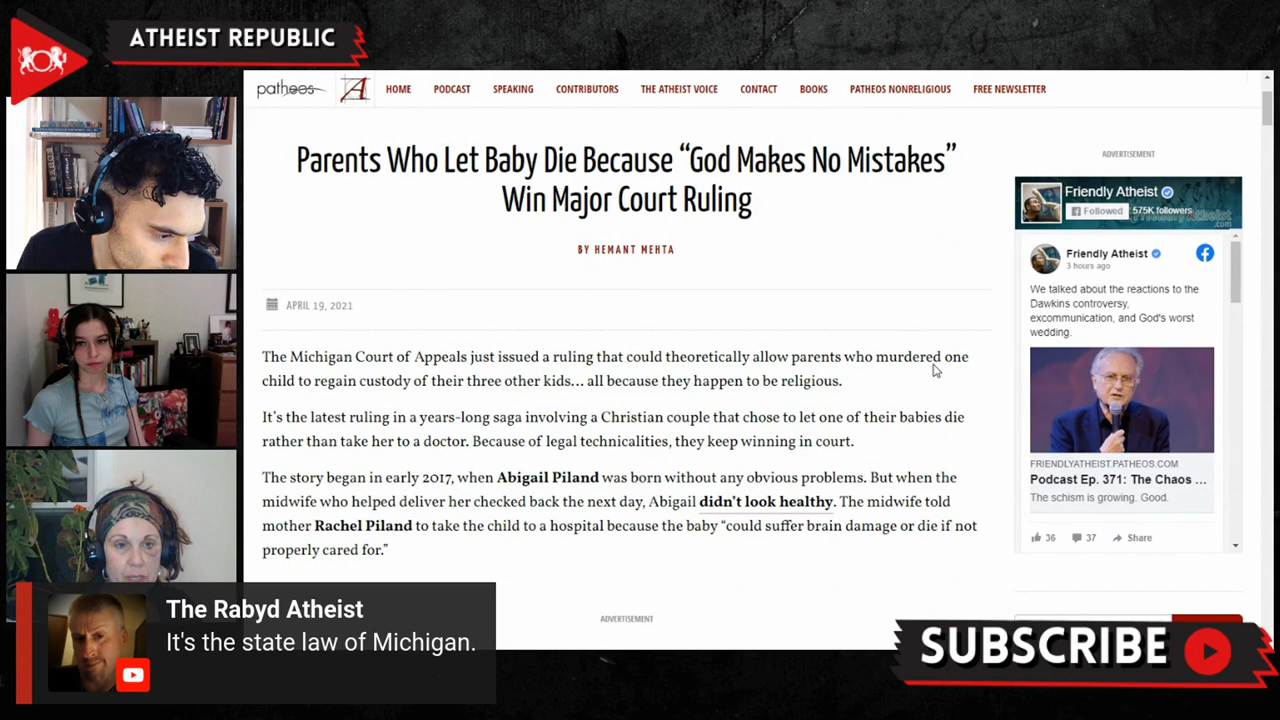 ATHEIST REPUBLIC
patheos
A
HOME
PODCAST
SPEAKING
CONTRIBUTORS
THE ATHEIST VOICE
CONTACT
BOOKS
PATHEOS NONRELIGIOUS
FREE NEWSLETTER
Parents Who Let Baby Die Because “God Makes No Mistakes”
Win Major Court Ruling
BY HEMANT MEHTA
APRIL 19, 2021
The Michigan Court of Appeals just issued a ruling that could theoretically allow parents who murdered one
child to regain custody of their three other kids… all because they happen to be religious.
It’s the latest ruling in a years-long saga involving a Christian couple that chose to let one of their babies die
rather than take her to a doctor. Because of legal technicalities, they keep winning in court.
The story began in early 2017, when Abigail Piland was born without any obvious problems. But when the
midwife who helped deliver her checked back the next day, Abigail didn’t look healthy. The midwife told
mother Rachel Piland to take the child to a hospital because the baby “could suffer brain damage or die if not
properly cared for.”
ADVERTISEMENT
ADVERTISEMENT
Friendly Atheist
Followed
575K followers
Friendly Atheist
3 hours ago
We talked about the reactions to the
Dawkins controversy,
excommunication, and God's worst
wedding.
FRIENDLYATHEIST.PATHEOS.COM
Podcast Ep. 371: The Chaos ...
The schism is growing. Good.
36
37
Share
The Rabyd Atheist
It's the state law of Michigan.
SUBSCRIBE